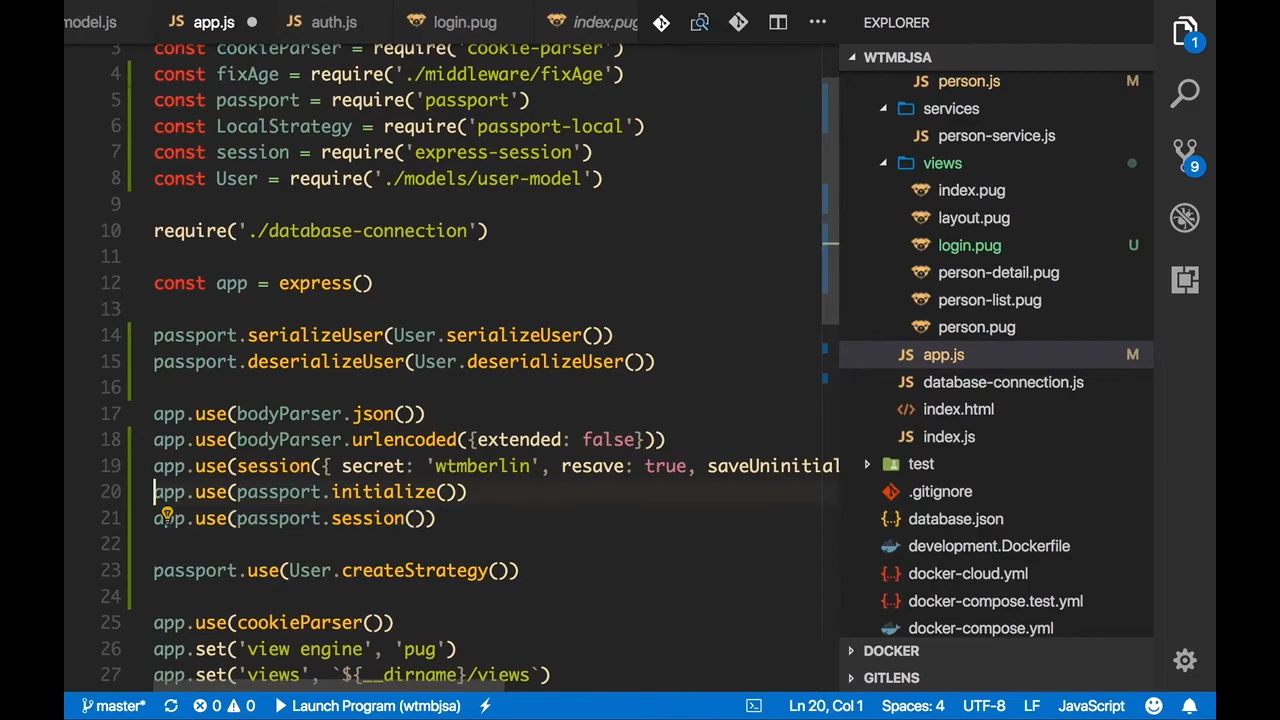 model.js
app.js
auth.js
login.pug
index.pug
EXPLORER
3 const cookieParser = require('cookie-parser')
4 const fixAge = require('./middleware/fixAge')
5 const passport = require('passport')
6 const LocalStrategy = require('passport-local')
7 const session = require('express-session')
8 const User = require('./models/user-model')
9
10 require('./database-connection')
11
12 const app = express()
13
14 passport.serializeUser(User.serializeUser())
15 passport.deserializeUser(User.deserializeUser())
16
17 app.use(bodyParser.json())
18 app.use(bodyParser.urlencoded({extended: false}))
19 app.use(session({ secret: 'wtmberlin', resave: true, saveUninitial
20 app.use(passport.initialize())
21 app.use(passport.session())
22
23 passport.use(User.createStrategy())
24
25 app.use(cookieParser())
26 app.set('view engine', 'pug')
27 app.set('views', `${__dirname}/views`)
WTMBJSA
JS person.js M
services
JS person-service.js
views
index.pug
layout.pug
login.pug U
person-detail.pug
person-list.pug
person.pug
JS app.js M
JS database-connection.js
</> index.html
JS index.js
test
.gitignore
{..} database.json
development.Dockerfile
{..} docker-cloud.yml
{..} docker-compose.test.yml
docker-compose.yml
DOCKER
GITLENS
1
9
master*
0
0
Launch Program (wtmbjsa)
Ln 20, Col 1
Spaces: 4
UTF-8
LF
JavaScript